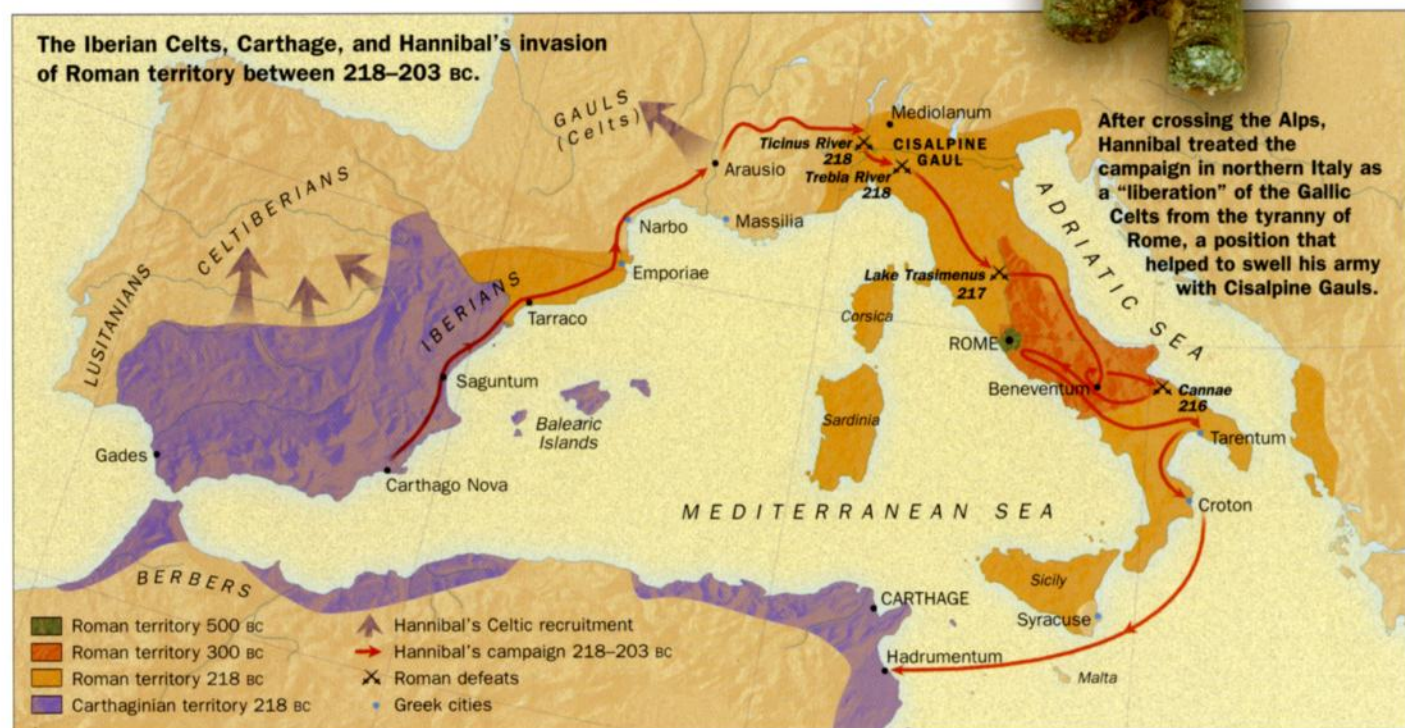 The Iberian Celts, Carthage, and Hannibal's invasion
of Roman territory between 218–203 BC.
After crossing the Alps,
Hannibal treated the
campaign in northern Italy as
a "liberation" of the Gallic
Celts from the tyranny of
Rome, a position that
helped to swell his army
with Cisalpine Gauls.
GAULS
(Celts)
Mediolanum
Ticinus River
218
CISALPINE
GAUL
Arausio
Trebia River
218
CELTIBERIANS
Narbo
Massilia
ADRIATIC SEA
Emporiae
LUSITANIANS
IBERIANS
Lake Trasimenus
217
Tarraco
Corsica
ROME
Saguntum
Beneventum
Cannae
216
Balearic
Islands
Sardinia
Tarentum
Gades
Carthago Nova
MEDITERRANEAN SEA
Croton
BERBERS
Sicily
CARTHAGE
Syracuse
Hadrumentum
Malta
Roman territory 500 BC
Roman territory 300 BC
Roman territory 218 BC
Carthaginian territory 218 BC
Hannibal's Celtic recruitment
Hannibal's campaign 218–203 BC
Roman defeats
Greek cities